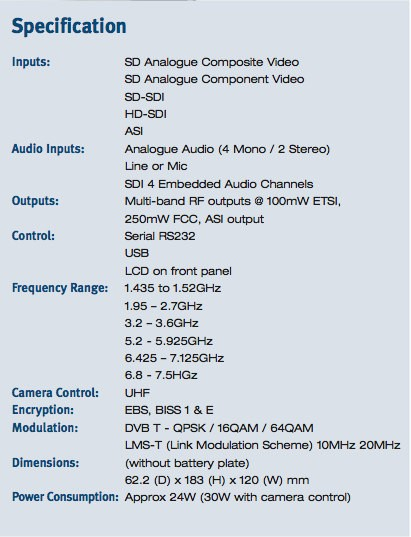 Specification
Inputs: SD Analogue Composite Video
SD Analogue Component Video
SD-SDI
HD-SDI
ASI
Audio Inputs: Analogue Audio (4 Mono / 2 Stereo)
Line or Mic
SDI 4 Embedded Audio Channels
Outputs: Multi-band RF outputs @ 100mW ETSI,
250mW FCC, ASI output
Control: Serial RS232
USB
LCD on front panel
Frequency Range: 1.435 to 1.52GHz
1.95 – 2.7GHz
3.2 – 3.6GHz
5.2 - 5.925GHz
6.425 – 7.125GHz
6.8 - 7.5HGz
Camera Control: UHF
Encryption: EBS, BISS 1 & E
Modulation: DVB T - QPSK / 16QAM / 64QAM
LMS-T (Link Modulation Scheme) 10MHz 20MHz
Dimensions: (without battery plate)
62.2 (D) x 183 (H) x 120 (W) mm
Power Consumption: Approx 24W (30W with camera control)